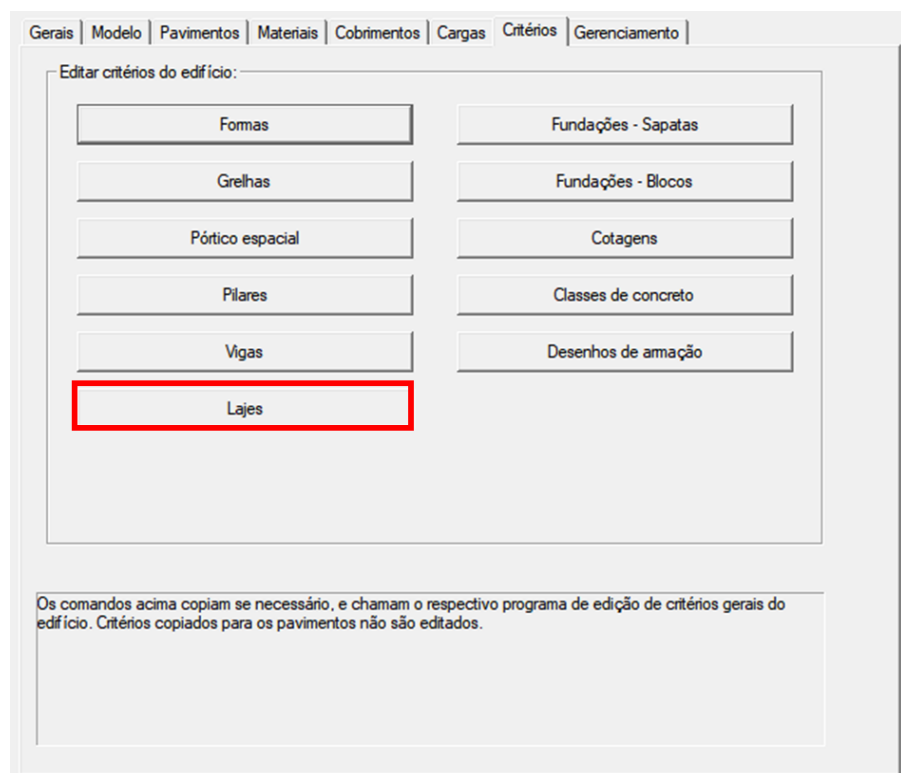 Gerais Modelo Pavimentos Materiais Cobrimentos Cargas Critérios Gerenciamento
Editar critérios do edifício:
Formas
Fundações - Sapatas
Grelhas
Fundações - Blocos
Pórtico espacial
Cotagens
Pilares
Classes de concreto
Vigas
Desenhos de armação
Lajes
Os comandos acima copiam se necessário, e chamam o respectivo programa de edição de critérios gerais do
edifício. Critérios copiados para os pavimentos não são editados.